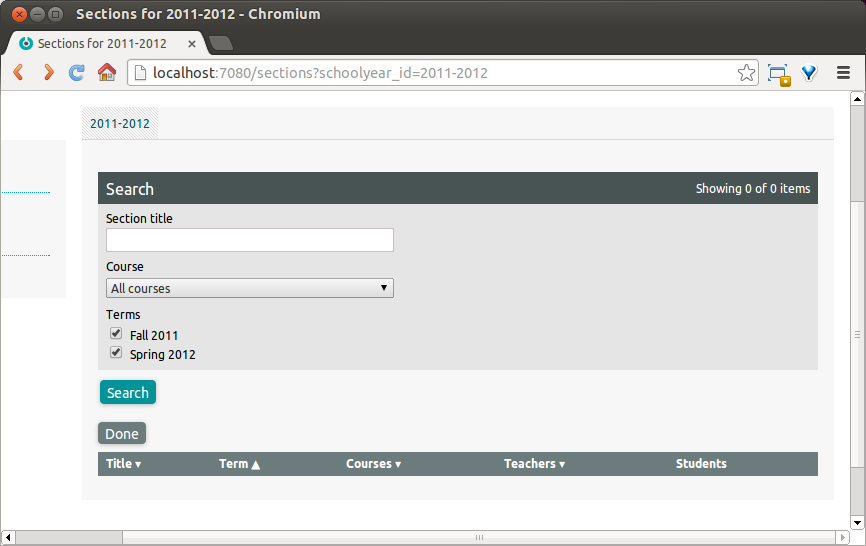 Sections for 2011-2012 - Chromium
Sections for 2011-2012
localhost:7080/sections?schoolyear_id=2011-2012
2011-2012
Search Showing 0 of 0 items
Section title
Course
All courses
Terms
Fall 2011
Spring 2012
Search
Done
Title ▾ Term ▲ Courses ▾ Teachers ▾ Students